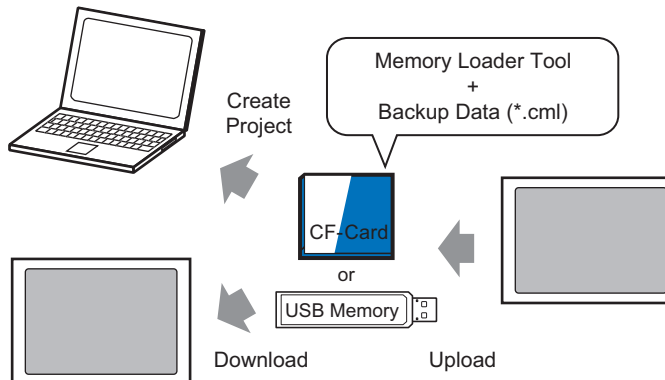 Memory Loader Tool
+
Backup Data (*.cml)
Create
Project
CF-Card
or
USB Memory
Download
Upload